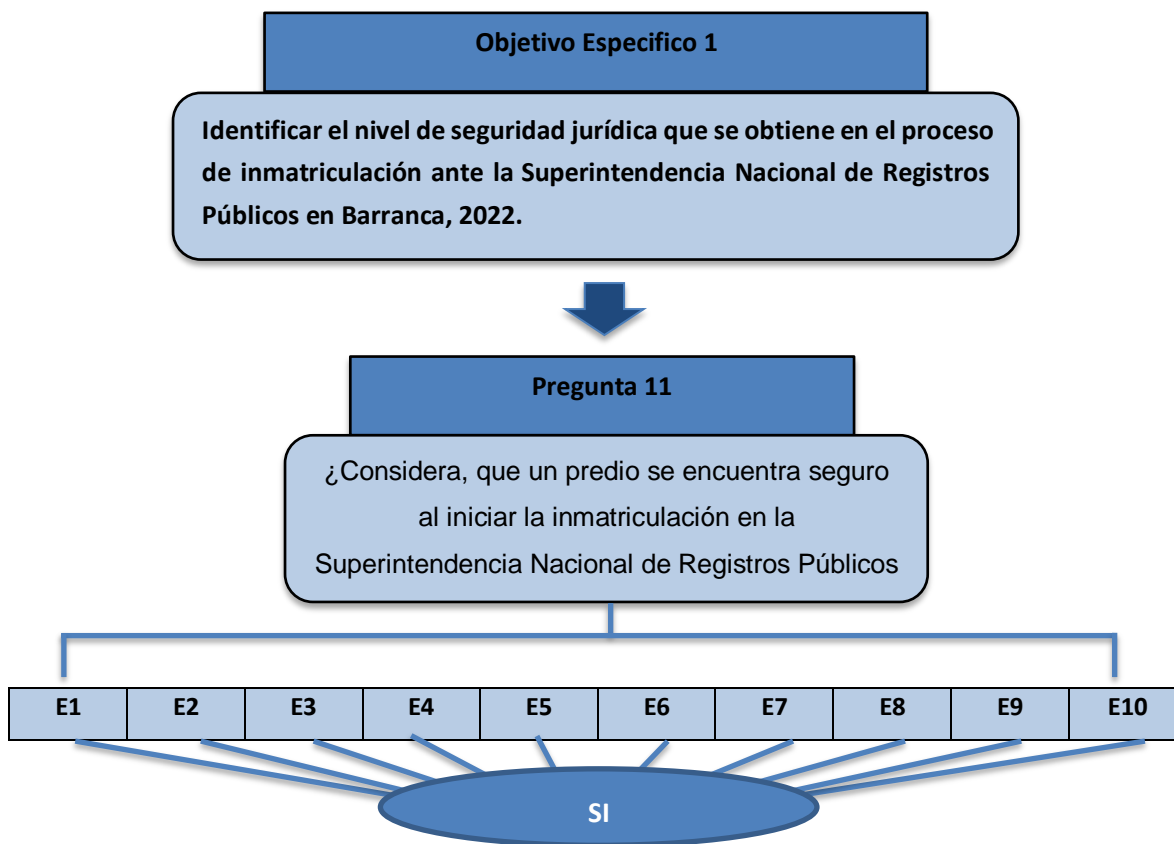 Objetivo Especifico 1
Identificar el nivel de seguridad jurídica que se obtiene en el proceso
de inmatriculación ante la Superintendencia Nacional de Registros
Públicos en Barranca, 2022.
Pregunta 11
¿Considera, que un predio se encuentra seguro
al iniciar la inmatriculación en la
Superintendencia Nacional de Registros Públicos
E1 E2 E3 E4 E5 E6 E7 E8 E9 E10
SI